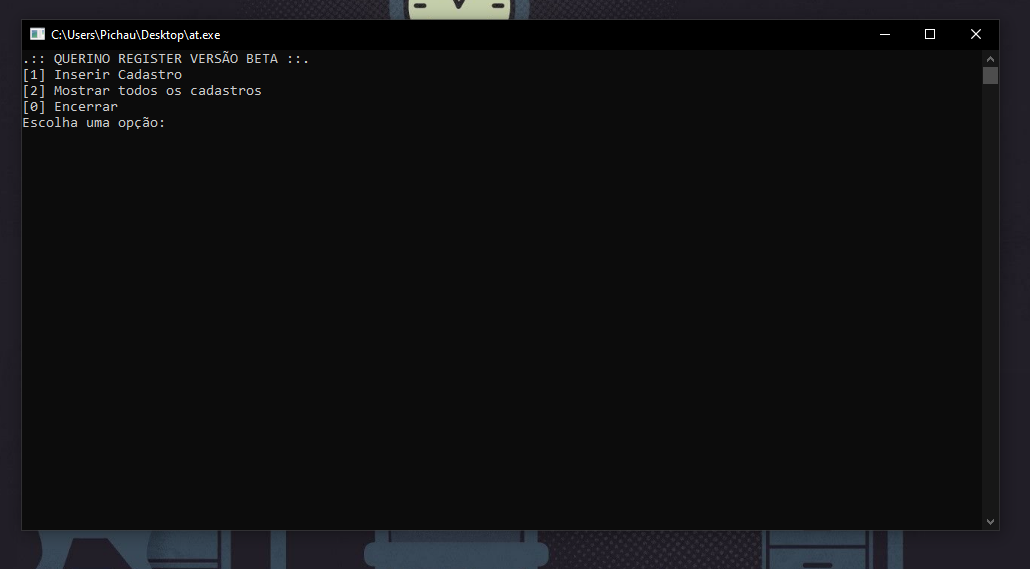 C:\Users\Pichau\Desktop\at.exe
.:: QUERINO REGISTER VERSÃO BETA ::.
[1] Inserir Cadastro
[2] Mostrar todos os cadastros
[0] Encerrar
Escolha uma opção: